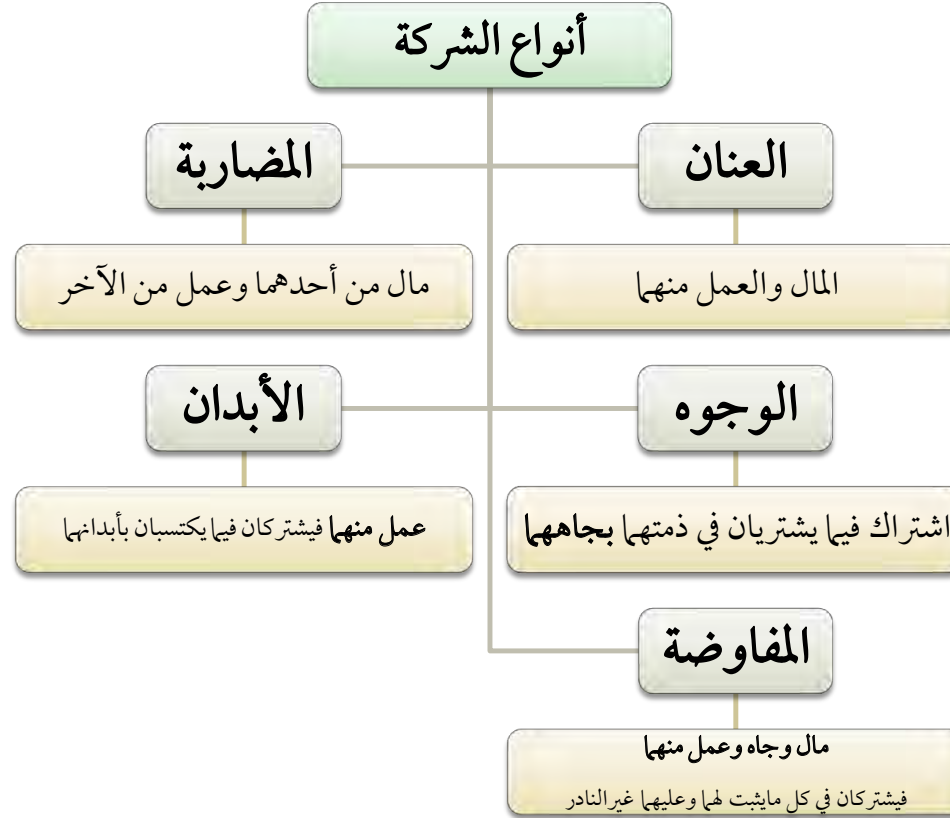 أنواع الشركة
العنان
المضاربة
المال والعمل منهما
مال من أحدهما وعمل من الآخر
الوجوه
الأبدان
اشتراك فيما يشتريان في ذمتهما بجاههما
عمل منهما فيشتركان فيما يكتسبان بأبدانهما
المفاوضة
مال وجاه وعمل منهما
فيشتركان في كل مايثبت لهما وعليهما غيرالنادر